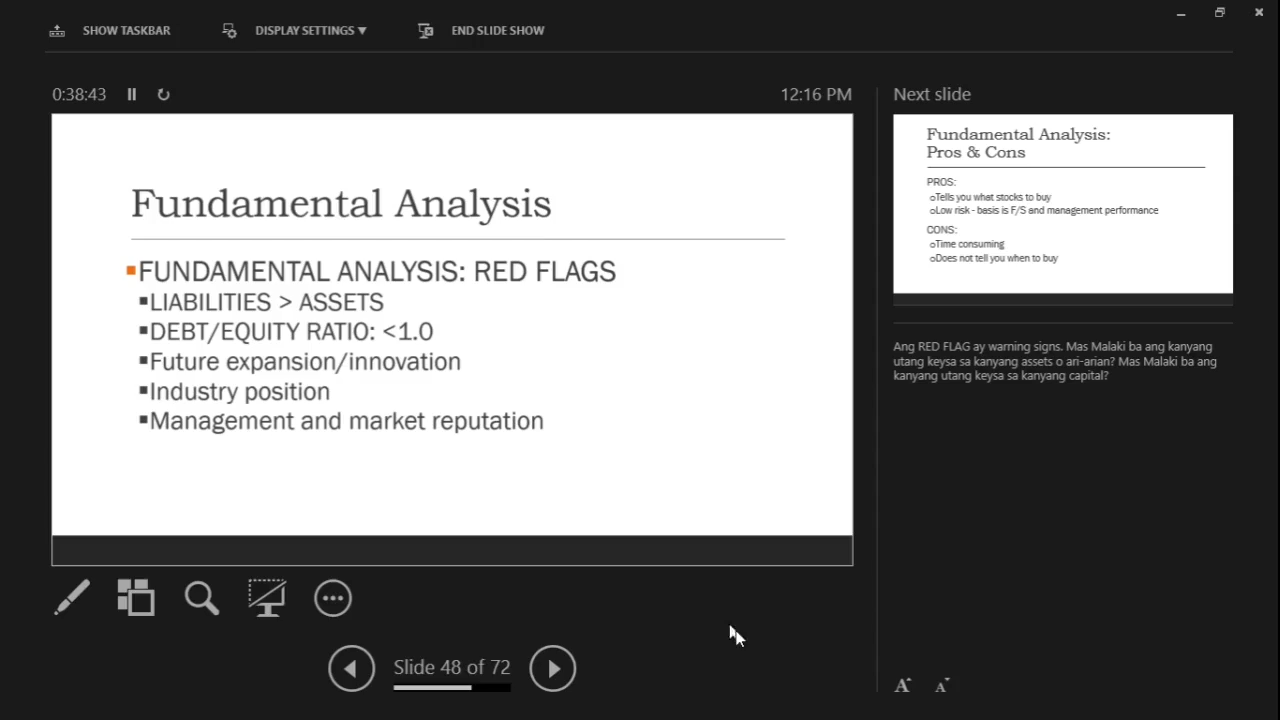 SHOW TASKBAR
DISPLAY SETTINGS ▼
END SLIDE SHOW
0:38:43
12:16 PM
Fundamental Analysis
▪FUNDAMENTAL ANALYSIS: RED FLAGS
▪LIABILITIES > ASSETS
▪DEBT/EQUITY RATIO: <1.0
▪Future expansion/innovation
▪Industry position
▪Management and market reputation
Slide 48 of 72
Next slide
Fundamental Analysis:
Pros & Cons
PROS:
oTells you what stocks to buy
oLow risk - basis is F/S and management performance
CONS:
oTime consuming
oDoes not tell you when to buy
Ang RED FLAG ay warning signs. Mas Malaki ba ang kanyang
utang keysa sa kanyang assets o ari-arian? Mas Malaki ba ang
kanyang utang keysa sa kanyang capital?
A A